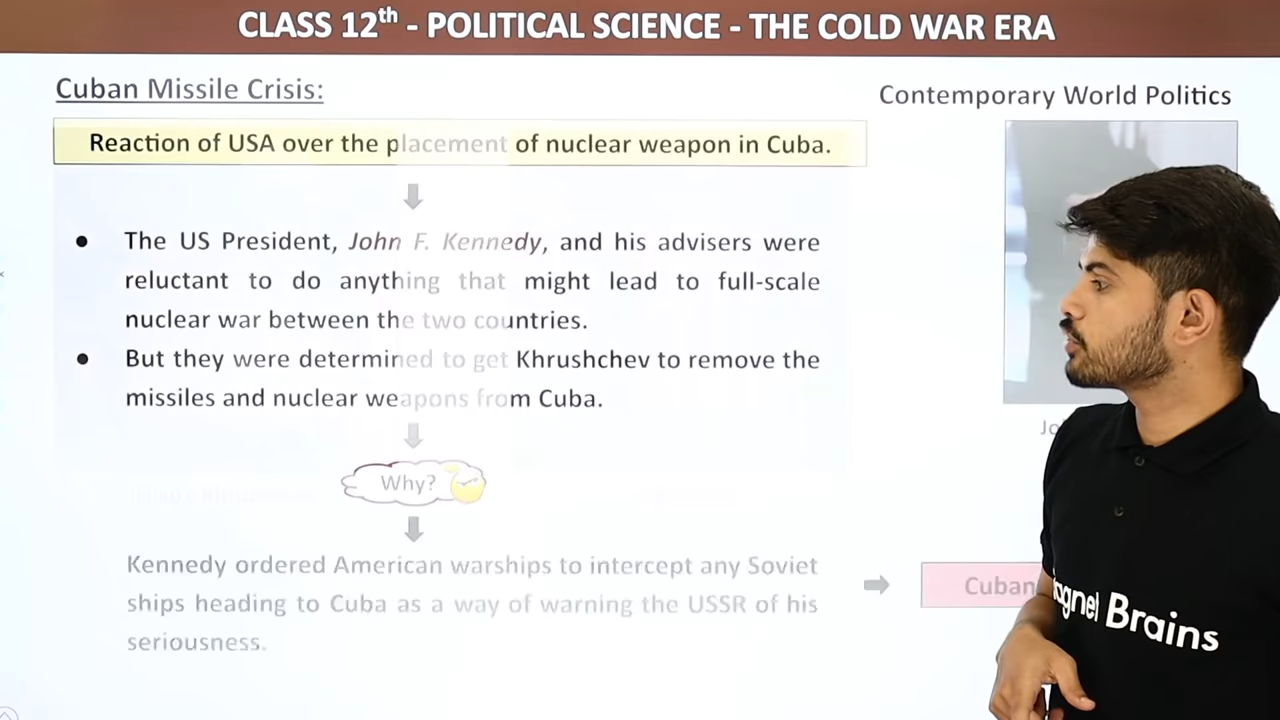 CLASS 12th - POLITICAL SCIENCE - THE COLD WAR ERA
Cuban Missile Crisis:
Contemporary World Politics
Reaction of USA over the placement of nuclear weapon in Cuba.
● The US President, John F. Kennedy, and his advisers were
reluctant to do anything that might lead to full-scale
nuclear war between the two countries.
● But they were determined to get Khrushchev to remove the
missiles and nuclear weapons from Cuba.
Why?
Kennedy ordered American warships to intercept any Soviet
ships heading to Cuba as a way of warning the USSR of his
seriousness.
Cuban
Jo
agnet Brains